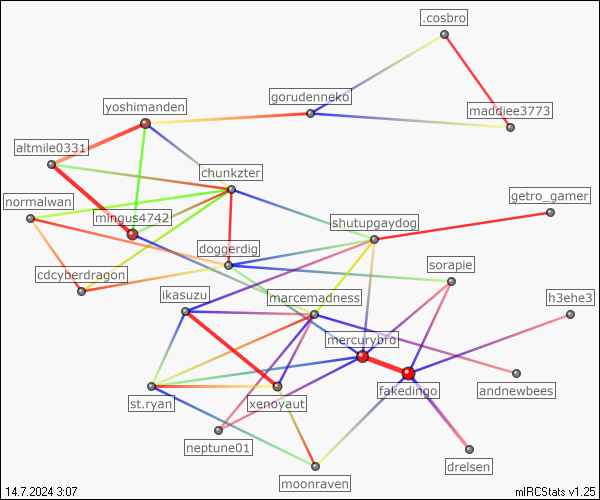 .cosbro
gorudenneko
yoshimanden
maddiee3773
altmile0331
chunkzter
getro_gamer
normalwan
mingus4742
shutupgaydog
doggerdig
sorapie
cdcyberdragon
ikasuzu
marcemadness
h3ehe3
mercurybro
fakedingo
andnewbees
st.ryan
xenoyaut
neptune01
drelsen
moonraven
14.7.2024 3:07
mIRCStats v1.25